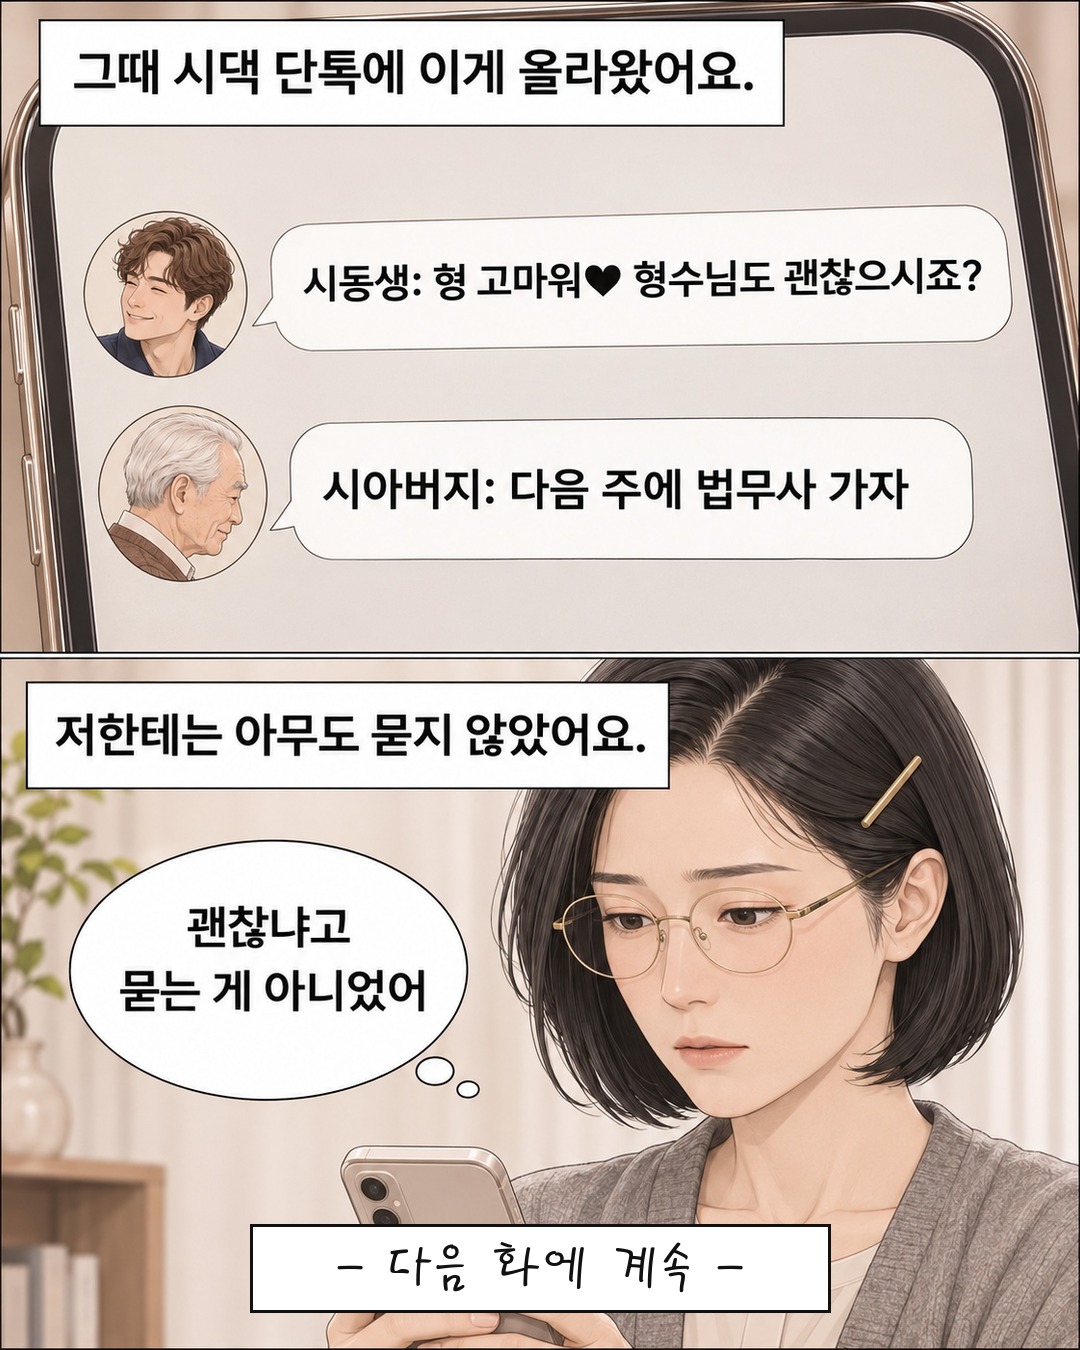 그때 시댁 단톡에 이게 올라왔어요.
시동생: 형 고마워♥ 형수님도 괜찮으시죠?
시아버지: 다음 주에 법무사 가자
저한테는 아무도 묻지 않았어요.
괜찮냐고
묻는 게 아니었어
- 다음 화에 계속 -